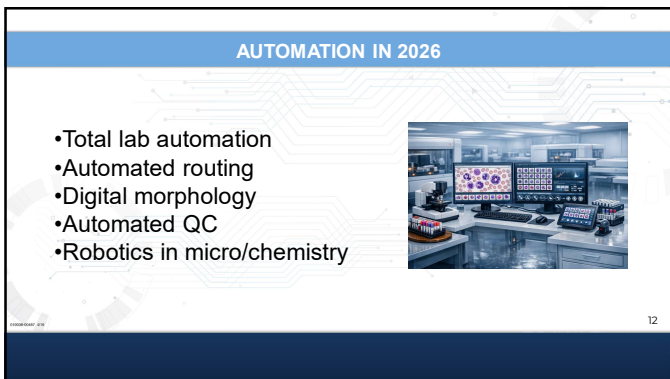 AUTOMATION IN 2026
•Total lab automation
•Automated routing
•Digital morphology
•Automated QC
•Robotics in micro/chemistry
12